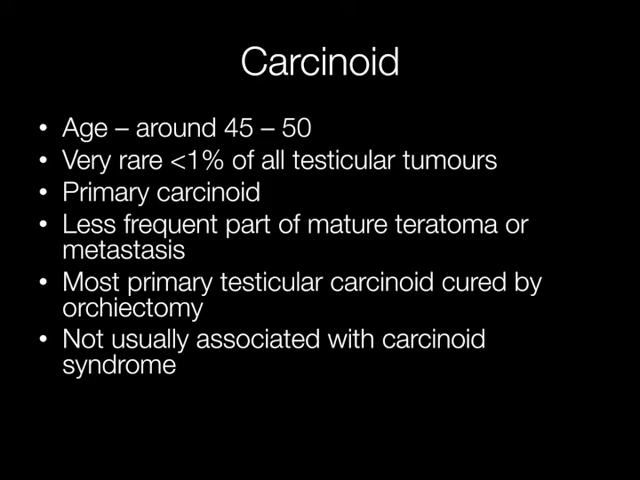 Carcinoid
• Age – around 45 – 50
• Very rare <1% of all testicular tumours
• Primary carcinoid
• Less frequent part of mature teratoma or
metastasis
• Most primary testicular carcinoid cured by
orchiectomy
• Not usually associated with carcinoid
syndrome